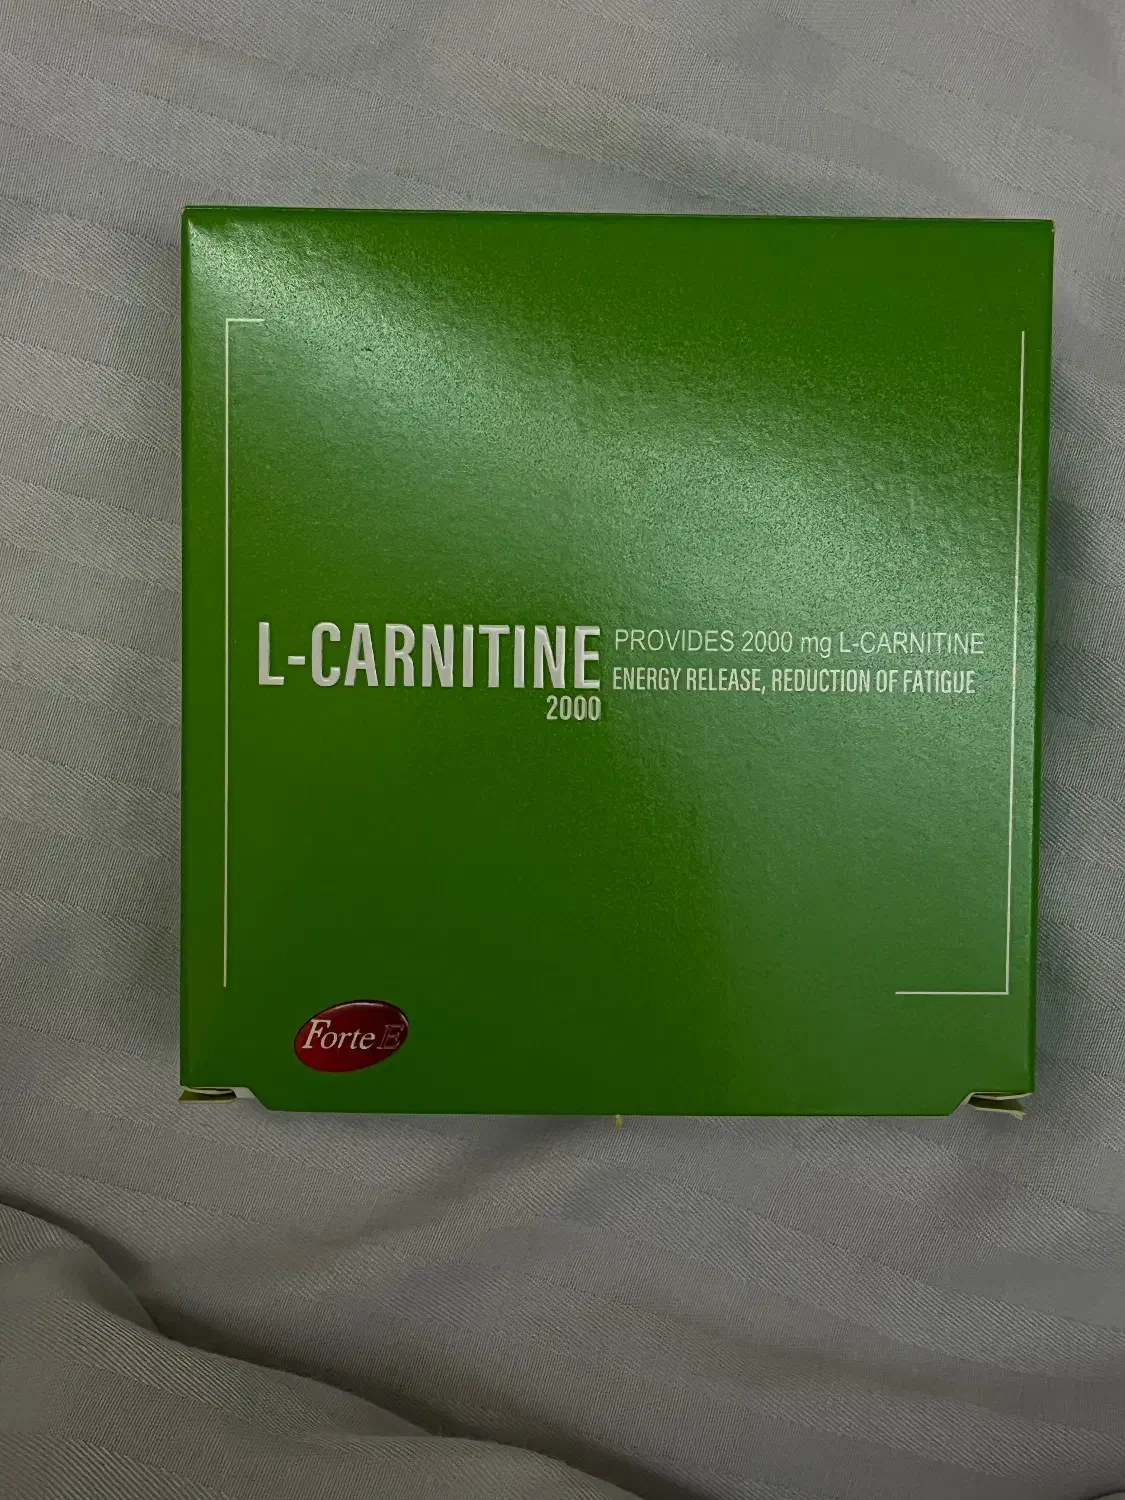 L-CARNITINE
2000
PROVIDES 2000 mg L-CARNITINE
ENERGY RELEASE, REDUCTION OF FATIGUE
Forte E